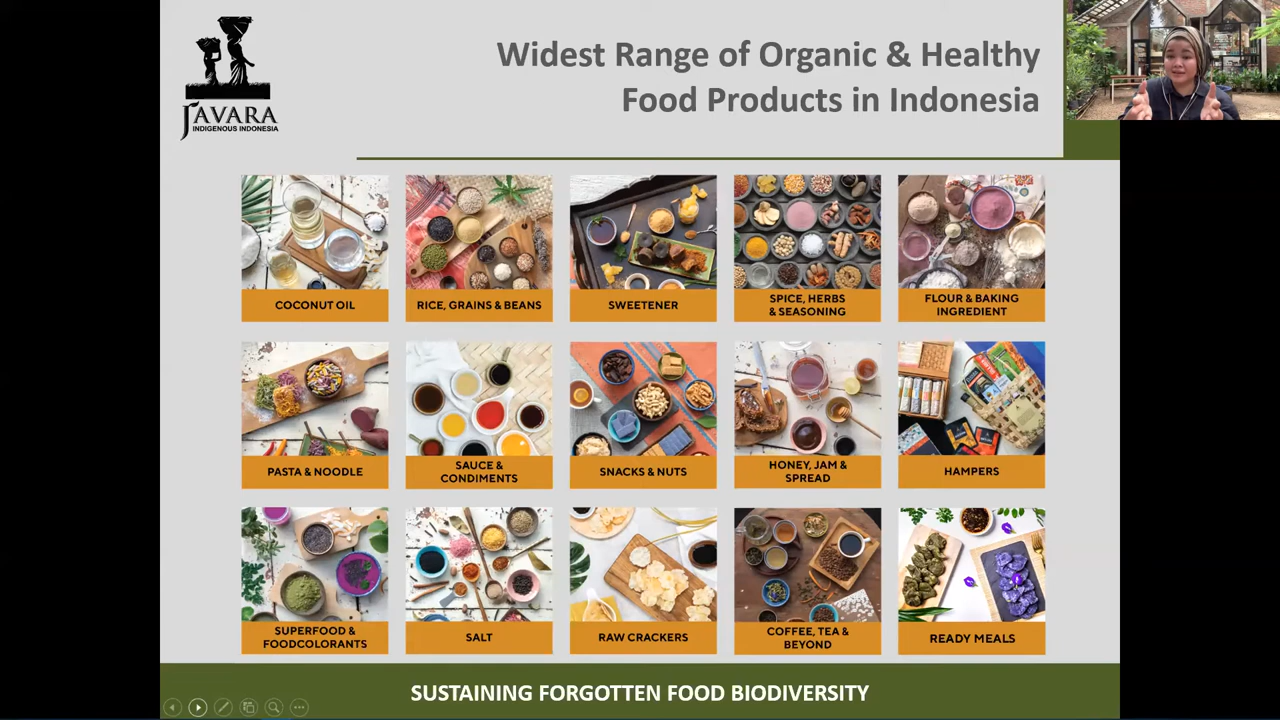 JAVARA
INDIGENOUS INDONESIA
Widest Range of Organic & Healthy
Food Products in Indonesia
COCONUT OIL
RICE, GRAINS & BEANS
SWEETENER
SPICE, HERBS
& SEASONING
FLOUR & BAKING
INGREDIENT
PASTA & NOODLE
SAUCE &
CONDIMENTS
SNACKS & NUTS
HONEY, JAM &
SPREAD
HAMPERS
SUPERFOOD &
FOODCOLORANTS
SALT
RAW CRACKERS
COFFEE, TEA &
BEYOND
READY MEALS
SUSTAINING FORGOTTEN FOOD BIODIVERSITY